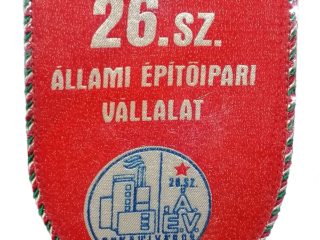 26.SZ.
ÁLLAMI ÉPÍTŐIPARI
VÁLLALAT
26.SZ.
ÁÉV